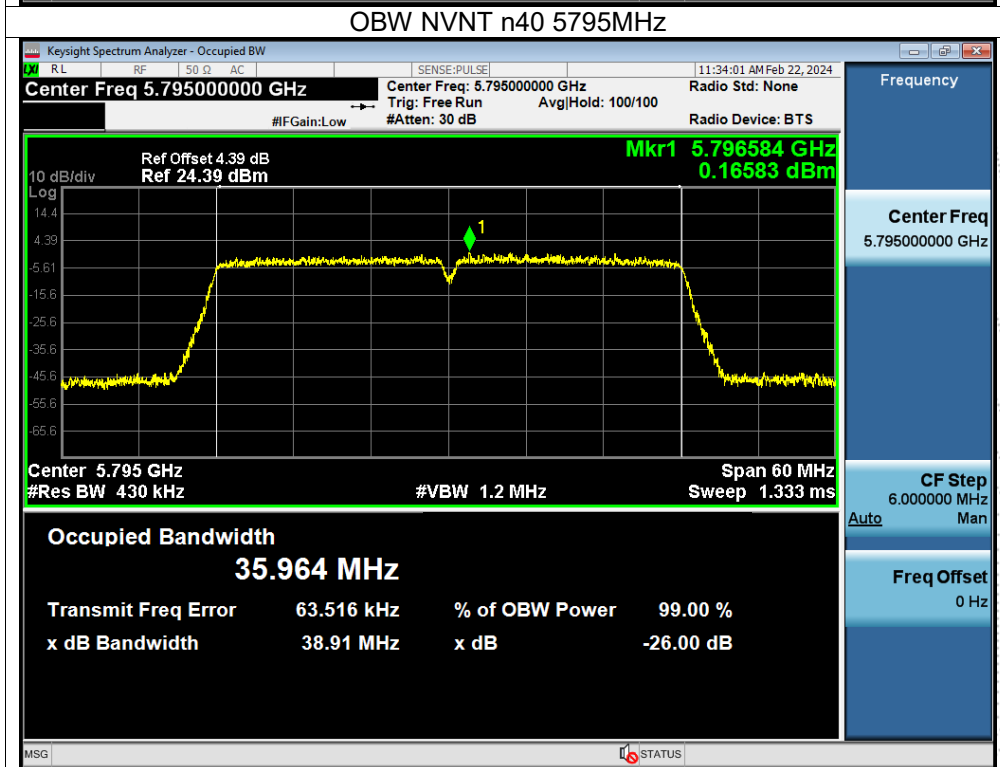 OBW NVNT n40 5795MHz
Keysight Spectrum Analyzer - Occupied BW
LXI RL RF 50 Ω AC SENSE:PULSE 11:34:01 AM Feb 22, 2024
Center Freq 5.795000000 GHz
Center Freq: 5.795000000 GHz Radio Std: None
Trig: Free Run Avg|Hold: 100/100
#IFGain:Low #Atten: 30 dB Radio Device: BTS
Mkr1 5.796584 GHz
0.16583 dBm
Ref Offset 4.39 dB
10 dB/div Ref 24.39 dBm
Log
14.4
4.39
-5.61
-15.6
-25.6
-35.6
-45.6
-55.6
-65.6
1
Center 5.795 GHz Span 60 MHz
#Res BW 430 kHz #VBW 1.2 MHz Sweep 1.333 ms
Occupied Bandwidth
35.964 MHz
Transmit Freq Error 63.516 kHz % of OBW Power 99.00 %
x dB Bandwidth 38.91 MHz x dB -26.00 dB
Frequency
Center Freq
5.795000000 GHz
CF Step
6.000000 MHz
Auto Man
Freq Offset
0 Hz
MSG STATUS